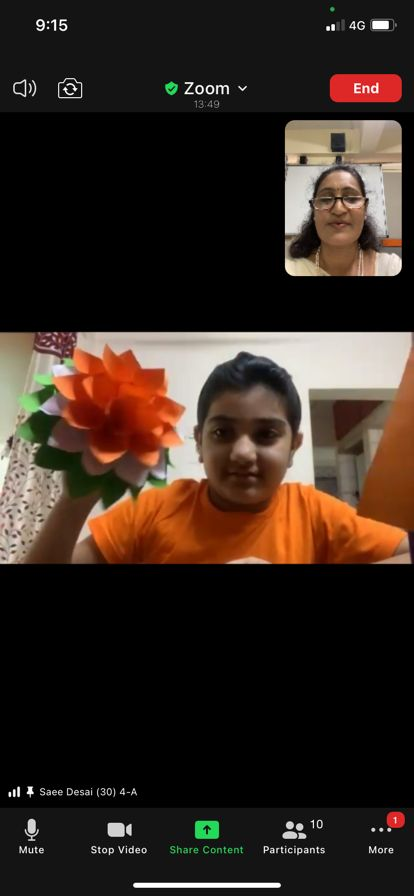 9:15
4G
Zoom
End
13:49
Saee Desai (30) 4-A
10
1
Mute
Stop Video
Share Content
Participants
More